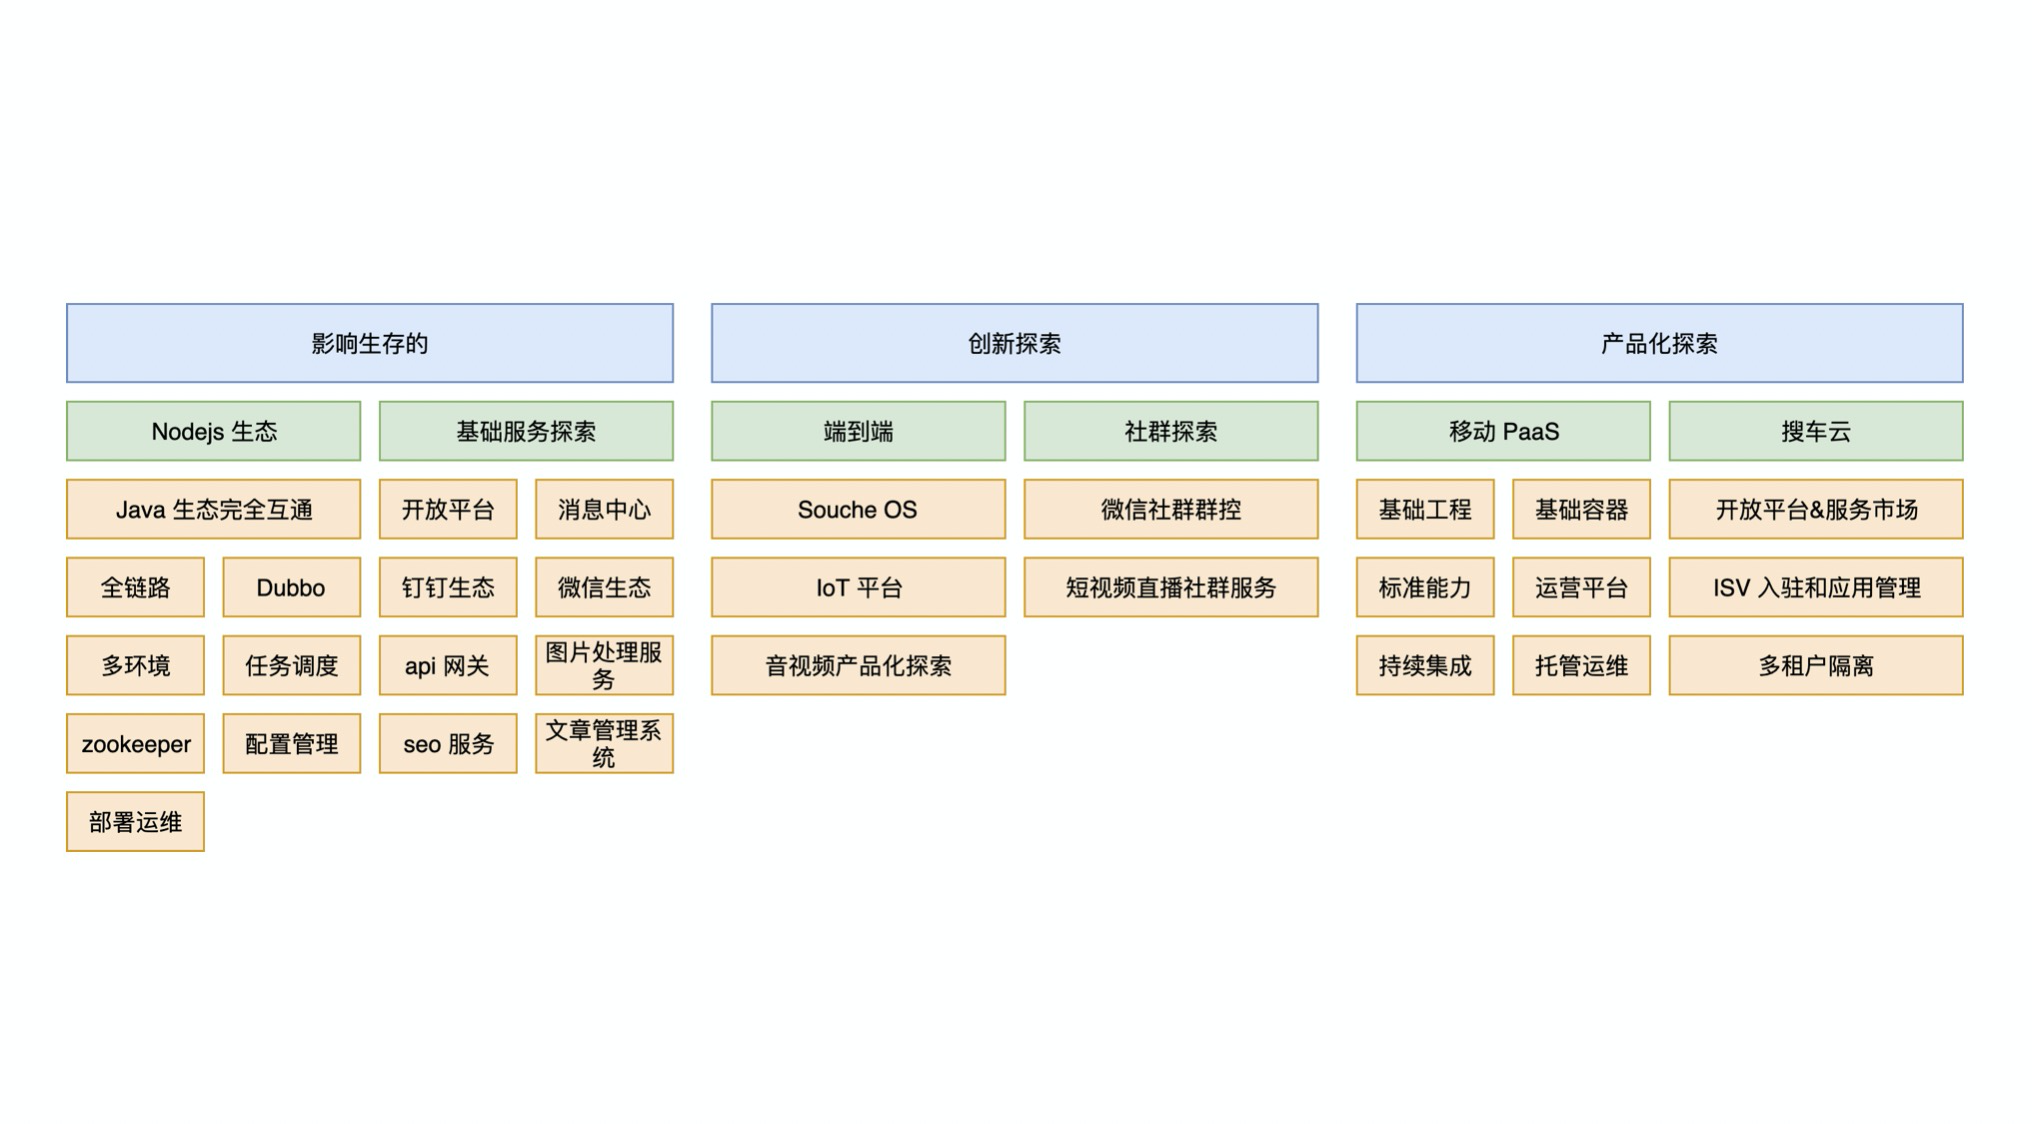 影响生存的
创新探索
产品化探索
Nodejs 生态
基础服务探索
端到端
社群探索
移动 PaaS
搜车云
Java 生态完全互通
开放平台
消息中心
Souche OS
微信社群群控
基础工程
基础容器
开放平台&服务市场
全链路
Dubbo
钉钉生态
微信生态
IoT 平台
短视频直播社群服务
标准能力
运营平台
ISV 入驻和应用管理
多环境
任务调度
api 网关
图片处理服
务
音视频产品化探索
持续集成
托管运维
多租户隔离
zookeeper
配置管理
seo 服务
文章管理系
统
部署运维